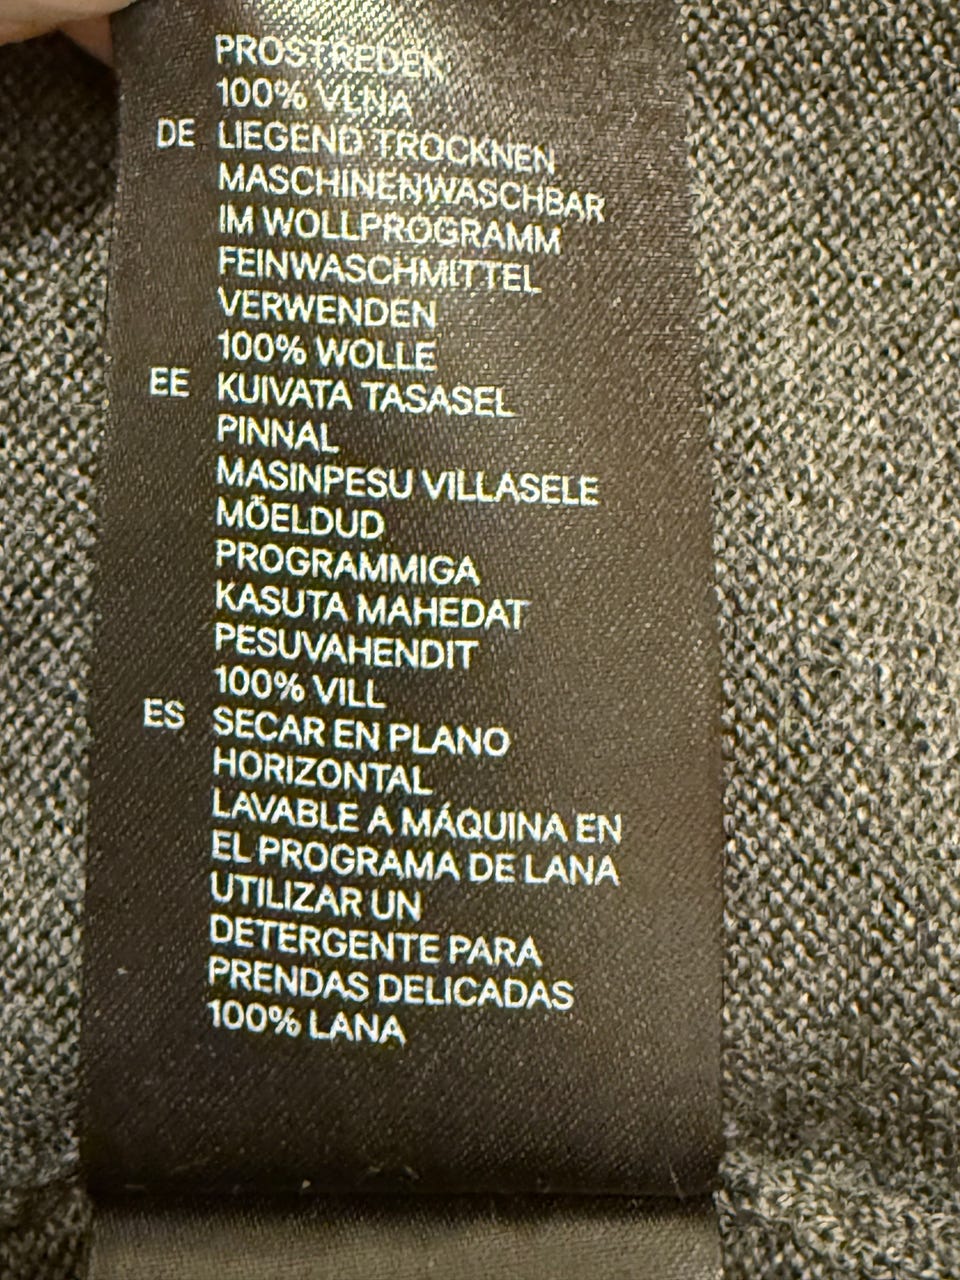 PROSTŘEDEK
100% VLNA
DE LIEGEND TROCKNEN
MASCHINENWASCHBAR
IM WOLLPROGRAMM
FEINWASCHMITTEL
VERWENDEN
100% WOLLE
EE KUIVATA TASASEL
PINNAL
MASINPESU VILLASELE
MÕELDUD
PROGRAMMIGA
KASUTA MAHEDAT
PESUVAHENDIT
100% VILL
ES SECAR EN PLANO
HORIZONTAL
LAVABLE A MÁQUINA EN
EL PROGRAMA DE LANA
UTILIZAR UN
DETERGENTE PARA
PRENDAS DELICADAS
100% LANA